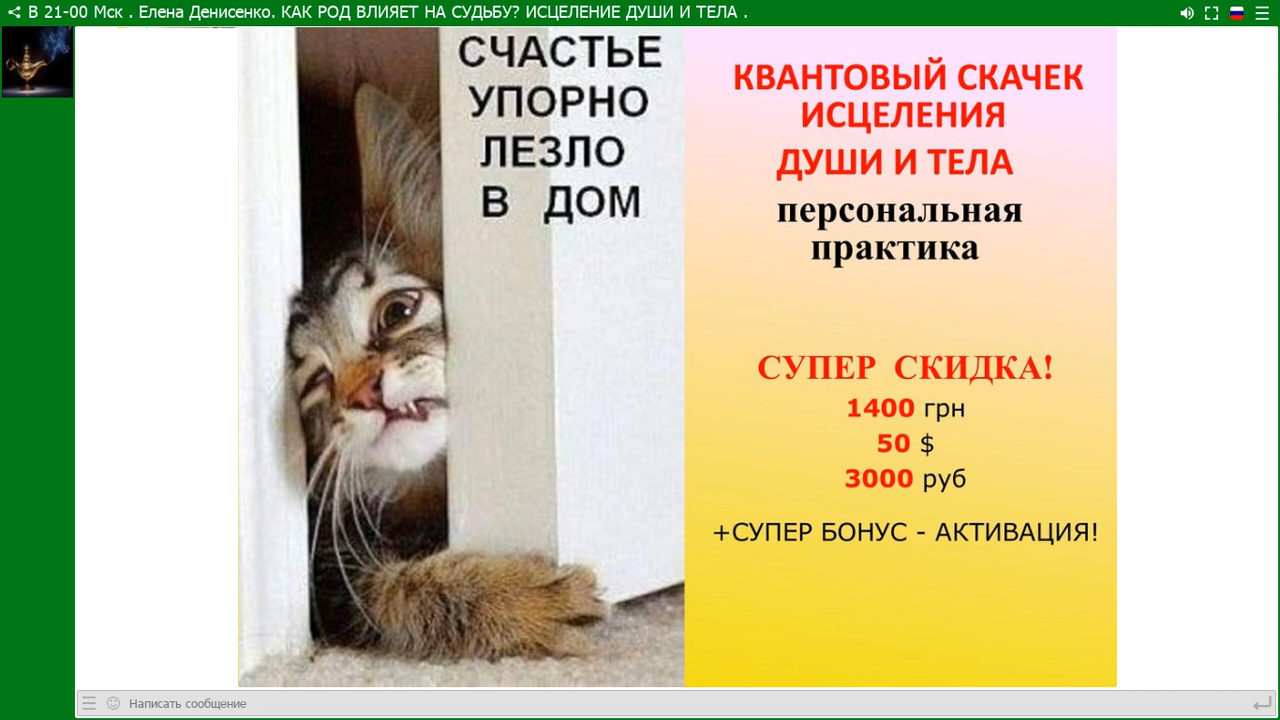 В 21-00 Мск . Елена Денисенко. КАК РОД ВЛИЯЕТ НА СУДЬБУ? ИСЦЕЛЕНИЕ ДУШИ И ТЕЛА .
СЧАСТЬЕ
УПОРНО
ЛЕЗЛО
В ДОМ
КВАНТОВЫЙ СКАЧЕК
ИСЦЕЛЕНИЯ
ДУШИ И ТЕЛА
персональная
практика
СУПЕР СКИДКА!
1400 грн
50 $
3000 руб
+СУПЕР БОНУС - АКТИВАЦИЯ!
Написать сообщение